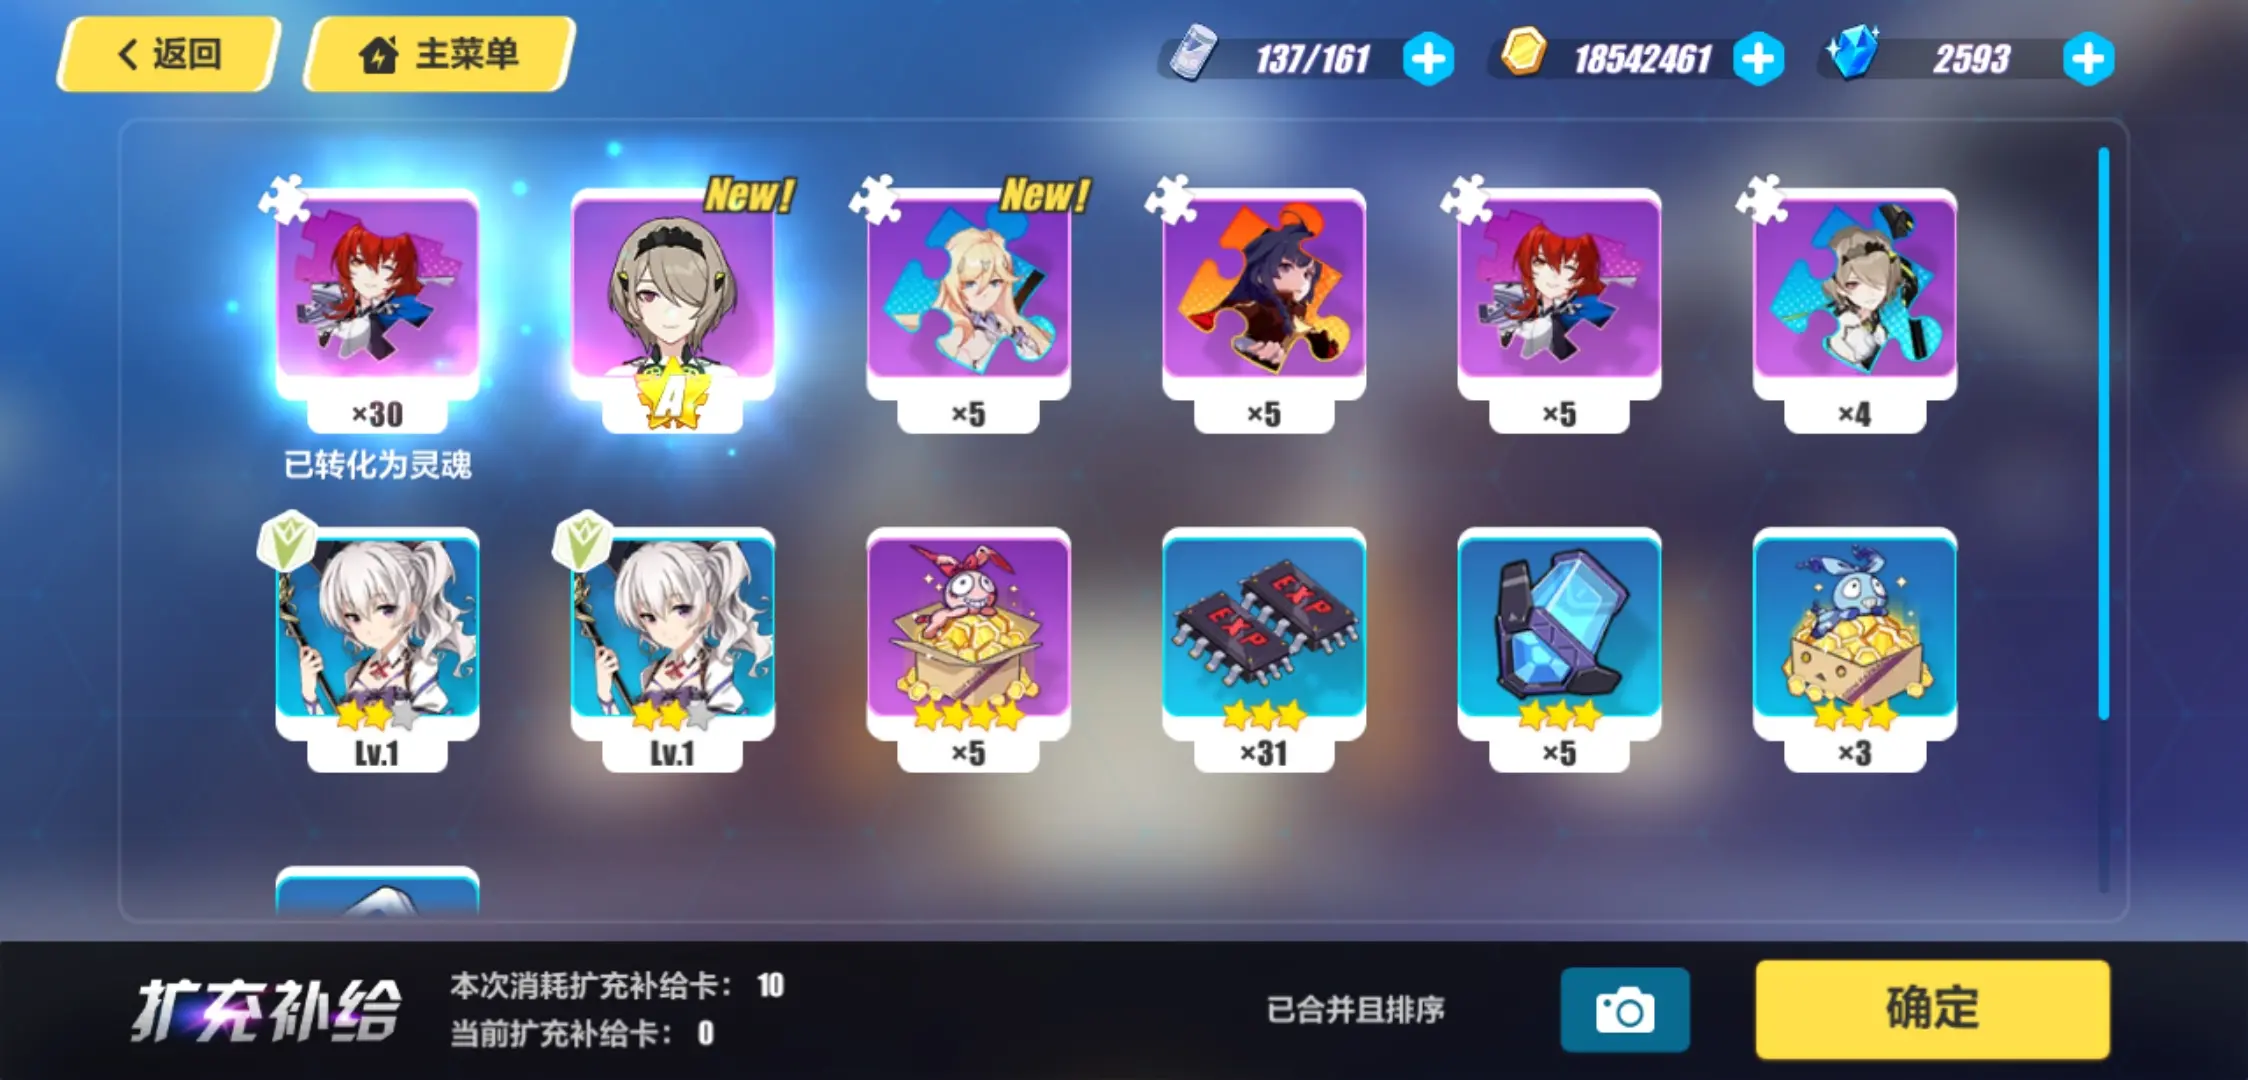 返回
主菜单
137/161
18542461
2593
New!
New!
×30
A
×5
×5
×5
×4
已转化为灵魂
Lv.1
Lv.1
×5
EXP
EXP
×31
×5
×3
扩充补给
本次消耗扩充补给卡： 10
当前扩充补给卡： 0
已合并且排序
确定